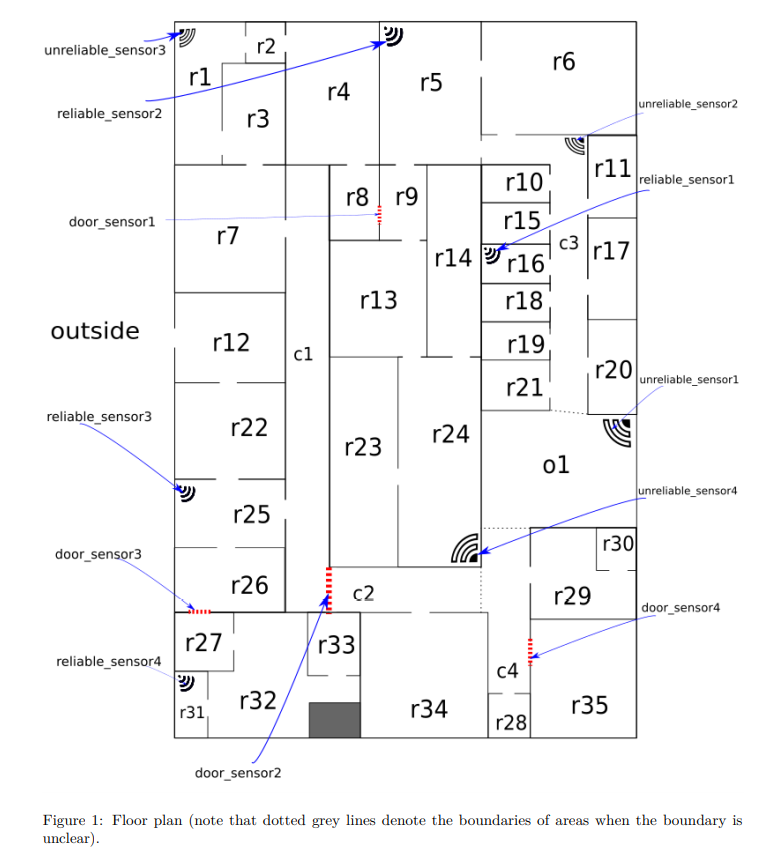 unreliable_sensor3
r2
r1
r4
r5
r6
reliable_sensor2
r3
unreliable_sensor2
r11
reliable_sensor1
r10
r8
r9
door_sensor1
r15
r7
r14
c3
r17
r16
r13
r18
outside
r12
c1
r19
r20
unreliable_sensor1
r21
reliable_sensor3
r22
r23
r24
o1
unreliable_sensor4
r25
r30
door_sensor3
r26
c2
r29
door_sensor4
r27
r33
reliable_sensor4
c4
r31
r32
r34
r28
r35
door_sensor2
Figure 1: Floor plan (note that dotted grey lines denote the boundaries of areas when the boundary is
unclear).